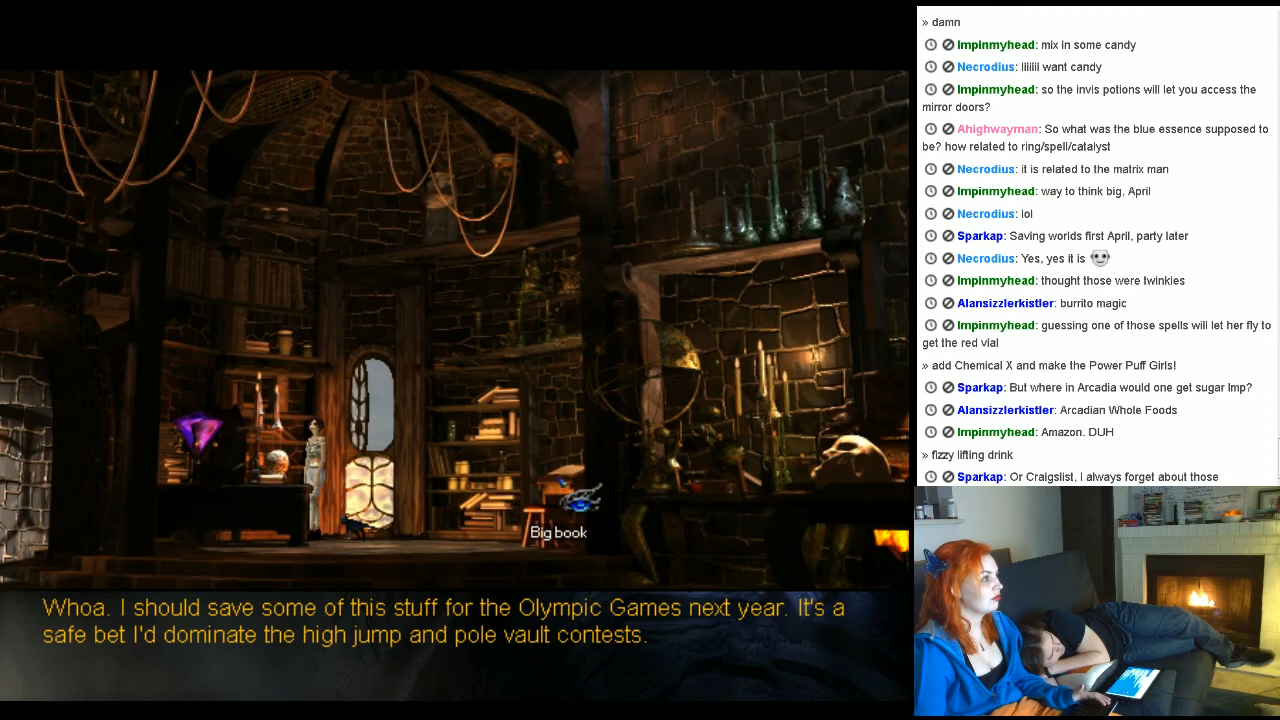 » damn
Impinmyhead: mix in some candy
Necrodius: Iiiiiii want candy
Impinmyhead: so the invis potions will let you access the
mirror doors?
Ahighwayman: So what was the blue essence supposed to
be? how related to ring/spell/catalyst
Necrodius: it is related to the matrix man
Impinmyhead: way to think big, April
Necrodius: lol
Sparkap: Saving worlds first April, party later
Necrodius: Yes, yes it is
Impinmyhead: thought those were twinkies
Alansizzlerkistler: burrito magic
Impinmyhead: guessing one of those spells will let her fly to
get the red vial
» add Chemical X and make the Power Puff Girls!
Sparkap: But where in Arcadia would one get sugar Imp?
Alansizzlerkistler: Arcadian Whole Foods
Impinmyhead: Amazon. DUH
» fizzy lifting drink
Sparkap: Or Craigslist, I always forget about those
Big book
Whoa. I should save some of this stuff for the Olympic Games next year. It's a
safe bet I'd dominate the high jump and pole vault contests.